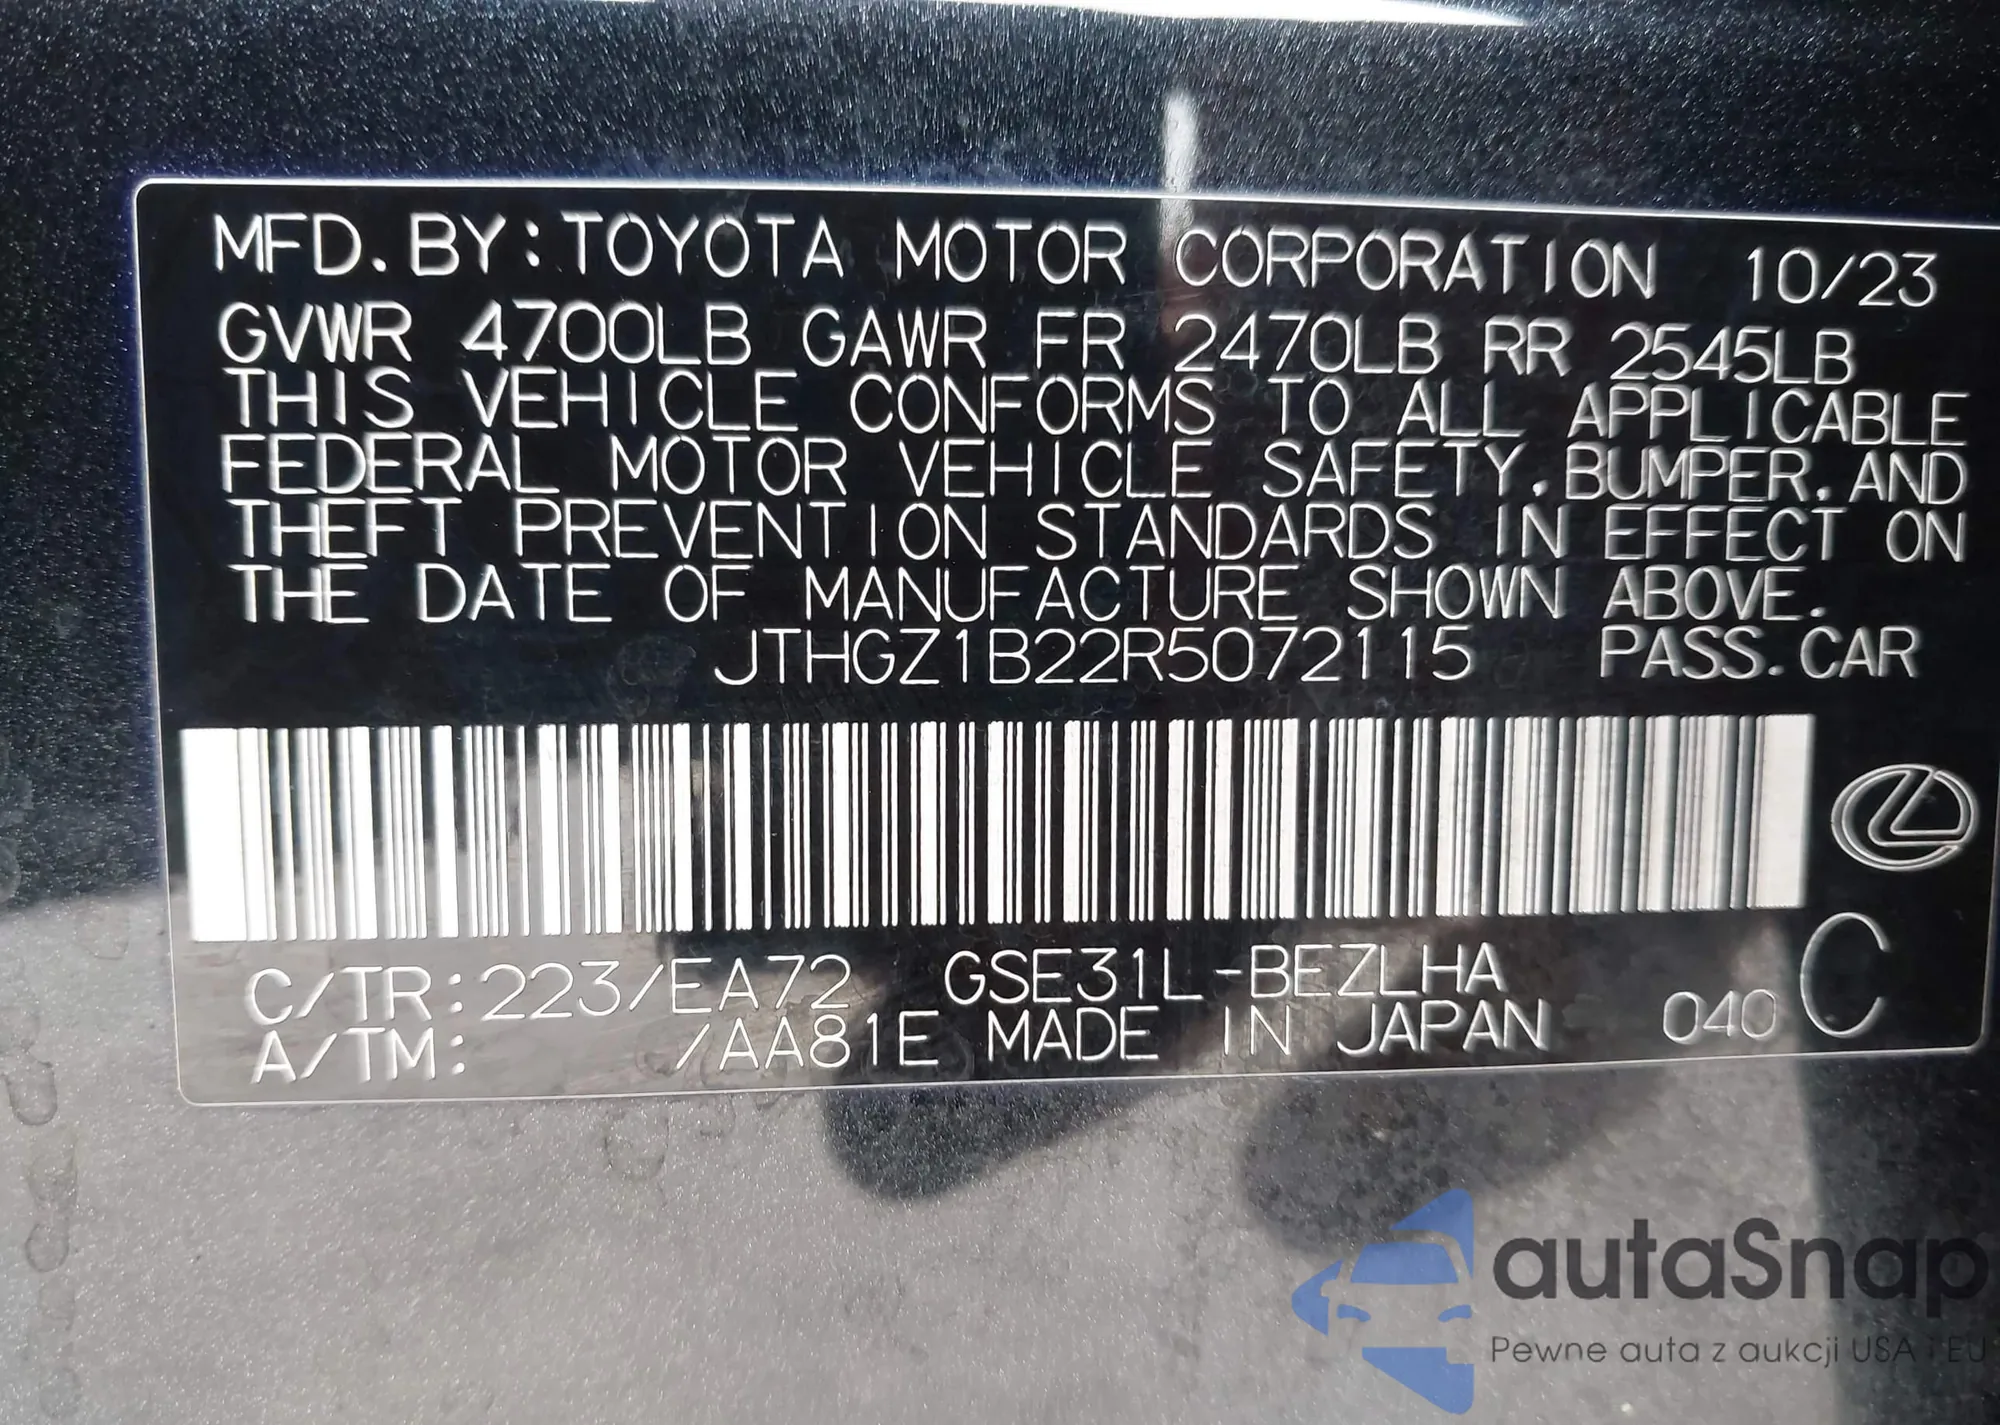 MFD. BY: TOYOTA MOTOR CORPORATION 10/23
GVWR 4700LB GAWR FR 2470LB RR 2545LB
THIS VEHICLE CONFORMS TO ALL APPLICABLE
FEDERAL MOTOR VEHICLE SAFETY. BUMPER. AND
THEFT PREVENTION STANDARDS IN EFFECT ON
THE DATE OF MANUFACTURE SHOWN ABOVE.
JTHGZ1B22R5072115 PASS. CAR
C/TR: 223/EA72 GSE31L-BEZLHA
A/TM: /AA81E MADE IN JAPAN 040 C
autaSnap
Pewne auta z aukcji USA i EU